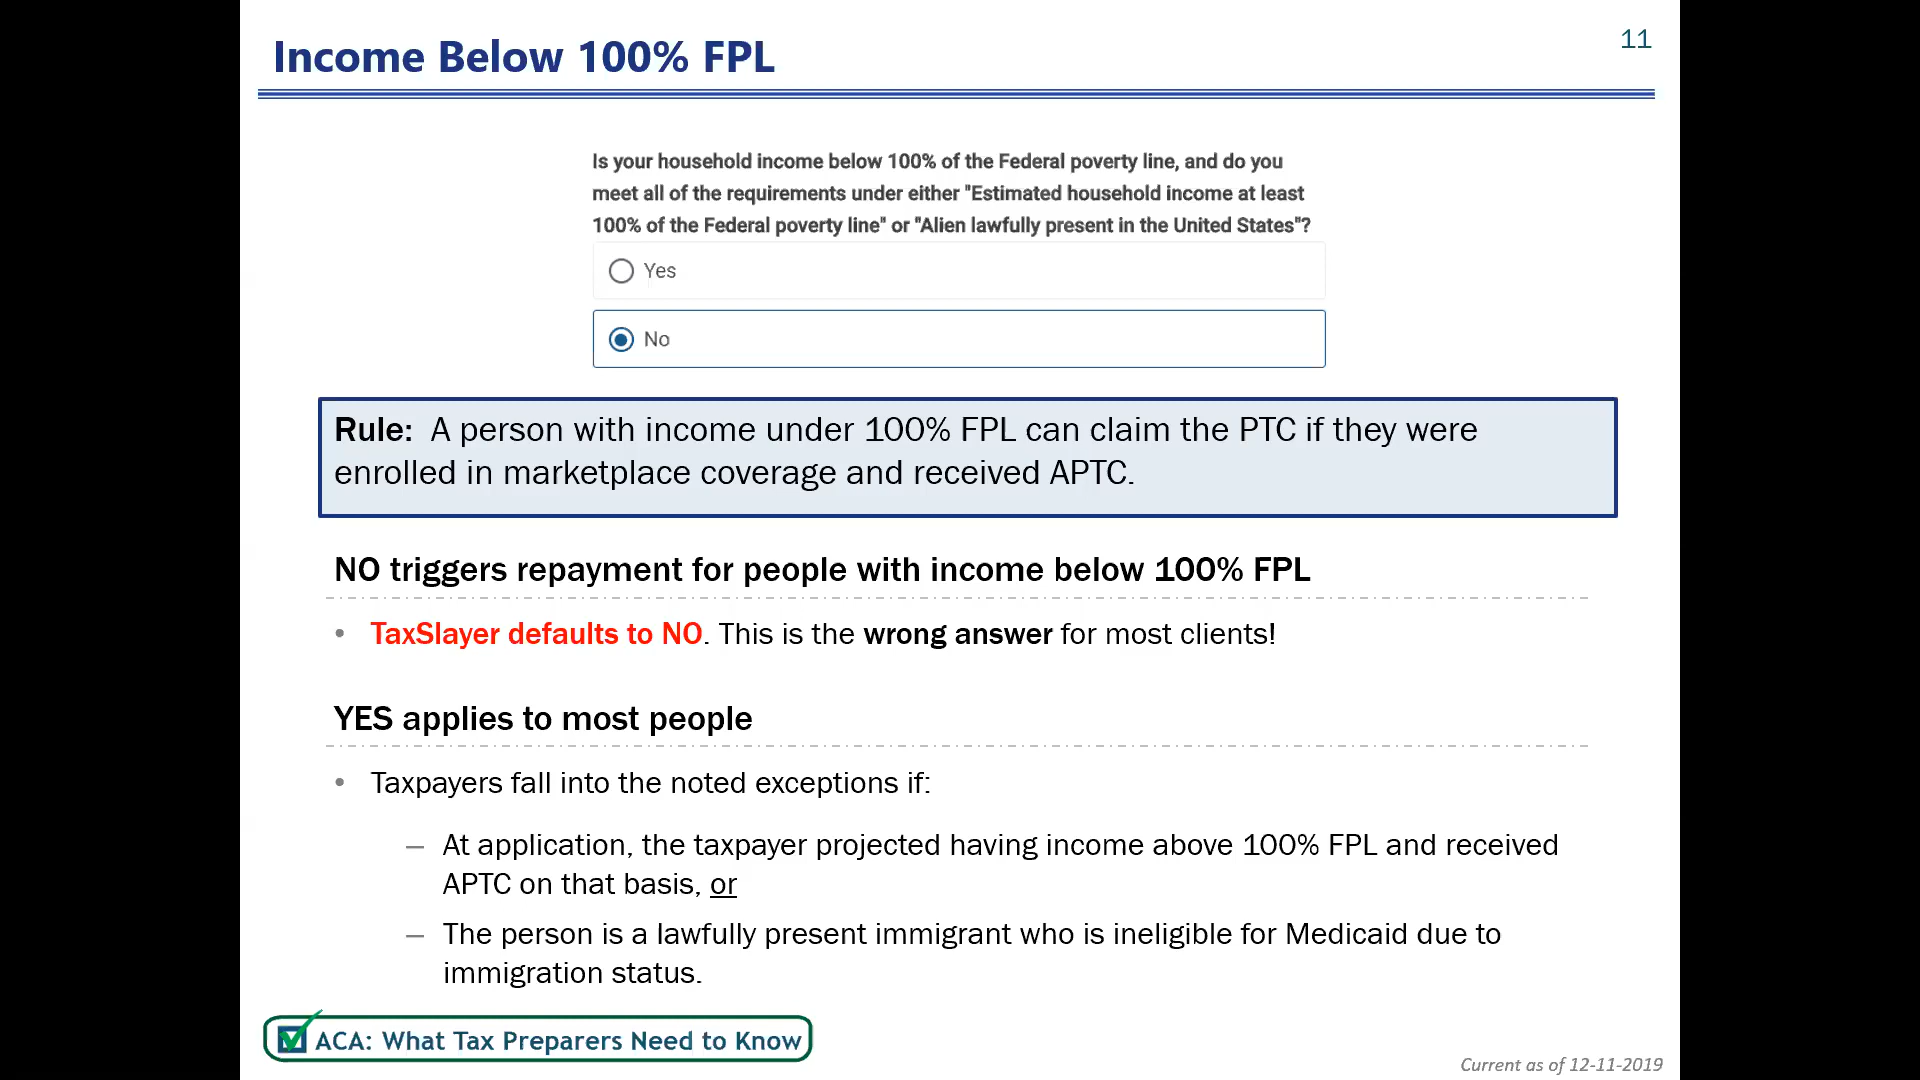 Income Below 100% FPL
11
Is your household income below 100% of the Federal poverty line, and do you
meet all of the requirements under either "Estimated household income at least
100% of the Federal poverty line" or "Alien lawfully present in the United States"?
Yes
No
Rule: A person with income under 100% FPL can claim the PTC if they were
enrolled in marketplace coverage and received APTC.
NO triggers repayment for people with income below 100% FPL
• TaxSlayer defaults to NO. This is the wrong answer for most clients!
YES applies to most people
• Taxpayers fall into the noted exceptions if:
– At application, the taxpayer projected having income above 100% FPL and received
APTC on that basis, or
– The person is a lawfully present immigrant who is ineligible for Medicaid due to
immigration status.
ACA: What Tax Preparers Need to Know
Current as of 12-11-2019